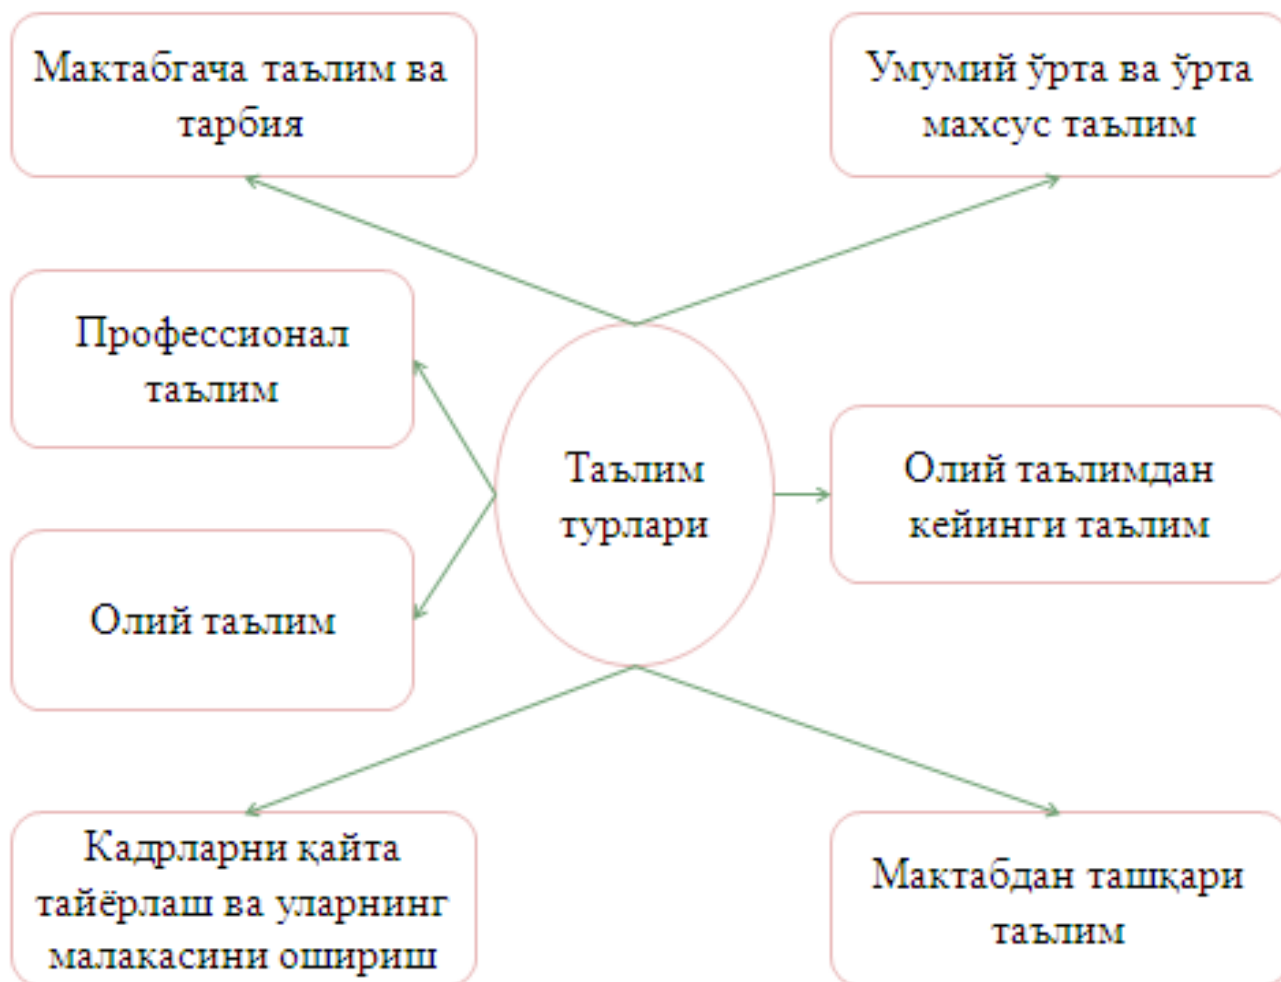 Мактабгача таълим ва
тарбия
Умумий ўрта ва ўрта
махсус таълим
Профессионал
таълим
Таълим
турлари
Олий таълимдан
кейинги таълим
Олий таълим
Кадрларни қайта
тайёрлаш ва уларнинг
малакасини ошириш
Мактабдан ташқари
таълим